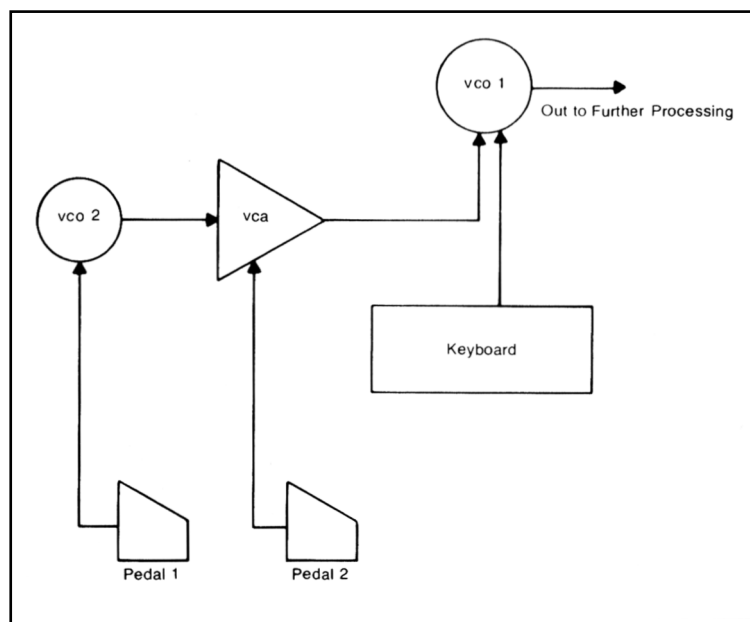 vco 1
Out to Further Processing
vco 2
vca
Keyboard
Pedal 1
Pedal 2